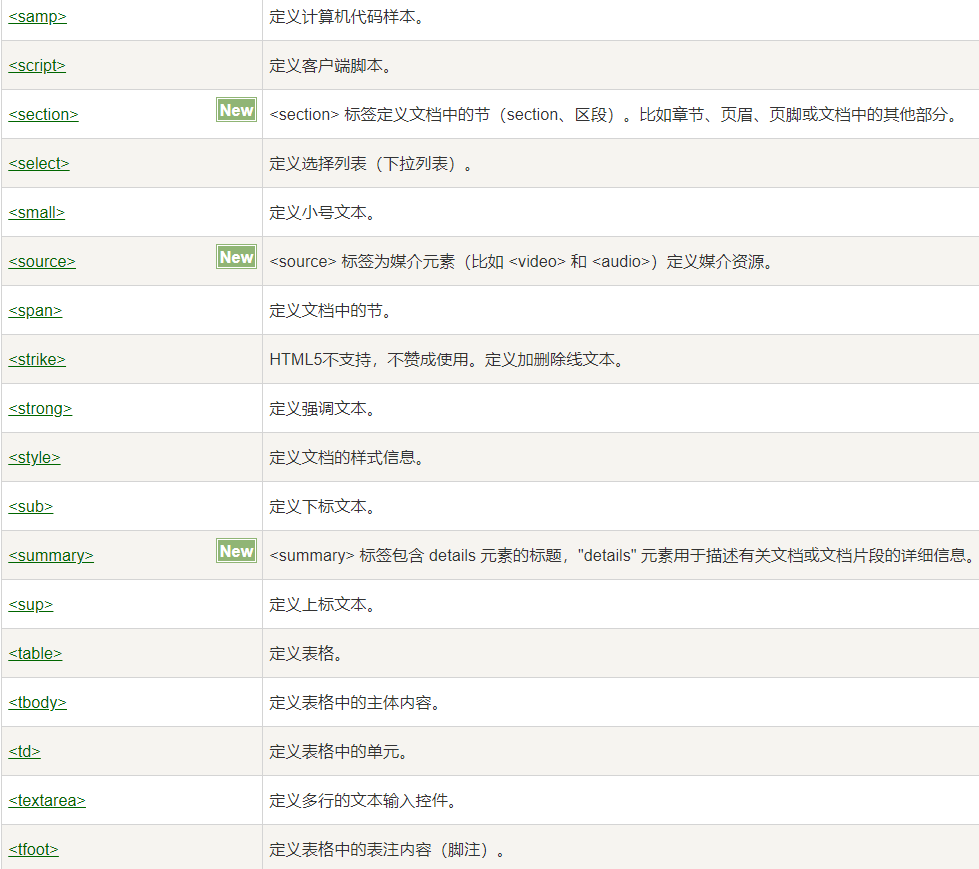 <samp> 定义计算机代码样本。
<script> 定义客户端脚本。
<section> New <section> 标签定义文档中的节（section、区段）。比如章节、页眉、页脚或文档中的其他部分。
<select> 定义选择列表（下拉列表）。
<small> 定义小号文本。
<source> New <source> 标签为媒介元素（比如 <video> 和 <audio>）定义媒介资源。
<span> 定义文档中的节。
<strike> HTML5不支持，不赞成使用。定义加删除线文本。
<strong> 定义强调文本。
<style> 定义文档的样式信息。
<sub> 定义下标文本。
<summary> New <summary> 标签包含 details 元素的标题，"details" 元素用于描述有关文档或文档片段的详细信息。
<sup> 定义上标文本。
<table> 定义表格。
<tbody> 定义表格中的主体内容。
<td> 定义表格中的单元。
<textarea> 定义多行的文本输入控件。
<tfoot> 定义表格中的表注内容（脚注）。